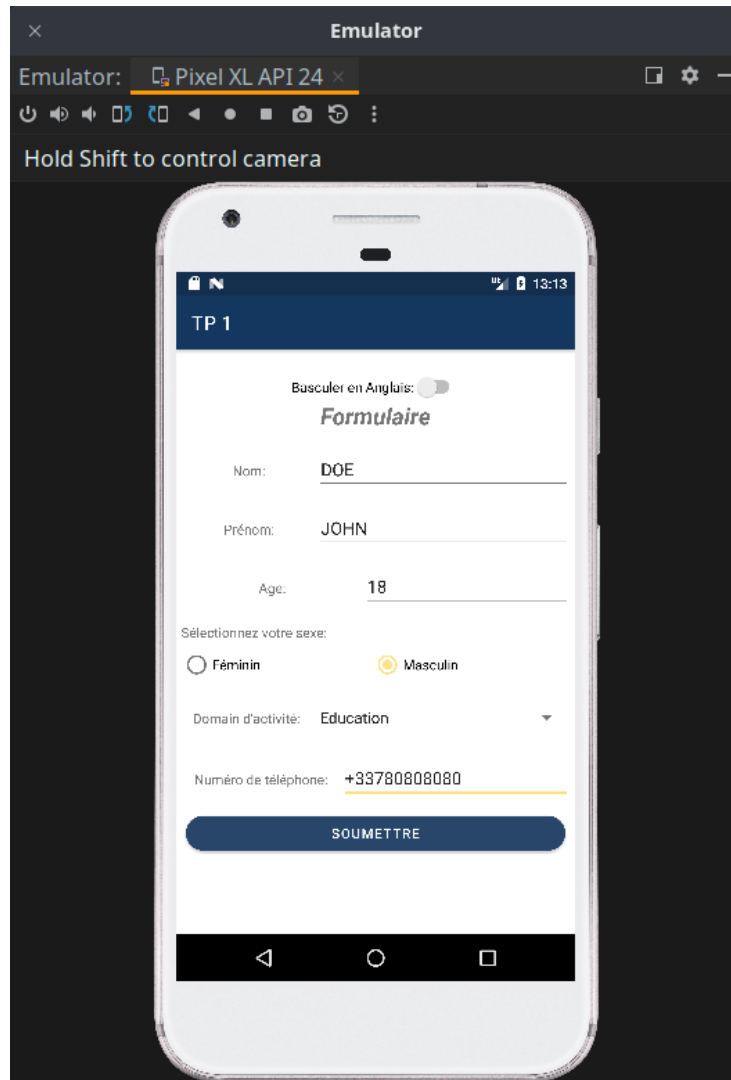 Emulator
Emulator: Pixel XL API 24
Hold Shift to control camera
13:13
TP 1
Basculer en Anglais:
Formulaire
Nom: DOE
Prénom: JOHN
Age: 18
Sélectionnez votre sexe:
Féminin Masculin
Domain d'activité: Education
Numéro de téléphone: +33780808080
SOUMETTRE